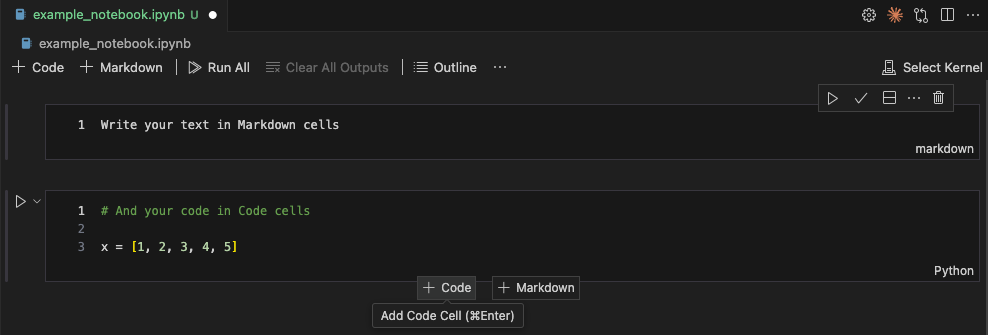 example_notebook.ipynb U
example_notebook.ipynb
Code Markdown Run All Clear All Outputs Outline ... Select Kernel
1 Write your text in Markdown cells
markdown
1 # And your code in Code cells
2
3 x = [1, 2, 3, 4, 5]
Python
+ Code + Markdown
Add Code Cell (⌘Enter)